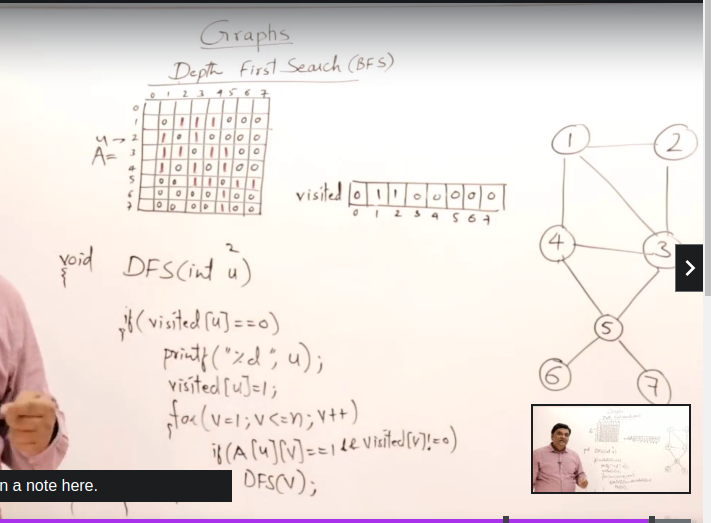 Graphs
Depth First Search (BFS)
0 1 2 3 4 5 6 7
0
1 0 1 1 1 0 0 0
u → 2 1 0 1 0 0 0 0
A= 3 1 1 0 1 1 0 0
4 1 0 1 0 1 0 0
5 0 0 1 1 0 1 1
6 0 0 0 0 1 0 0
7 0 0 0 0 1 0 0
visited 0 1 1 0 0 0 0 0
0 1 2 3 4 5 6 7
1 2
4 3
5
6 7
2
void DFS(int u)
{
if(visited[u]==0)
{
printf("%d", u);
visited[u]=1;
for(v=1; v<=n; v++)
{
if(A[u][v]==1 && visited[v]!=0)
DFS(v);
n a note here.